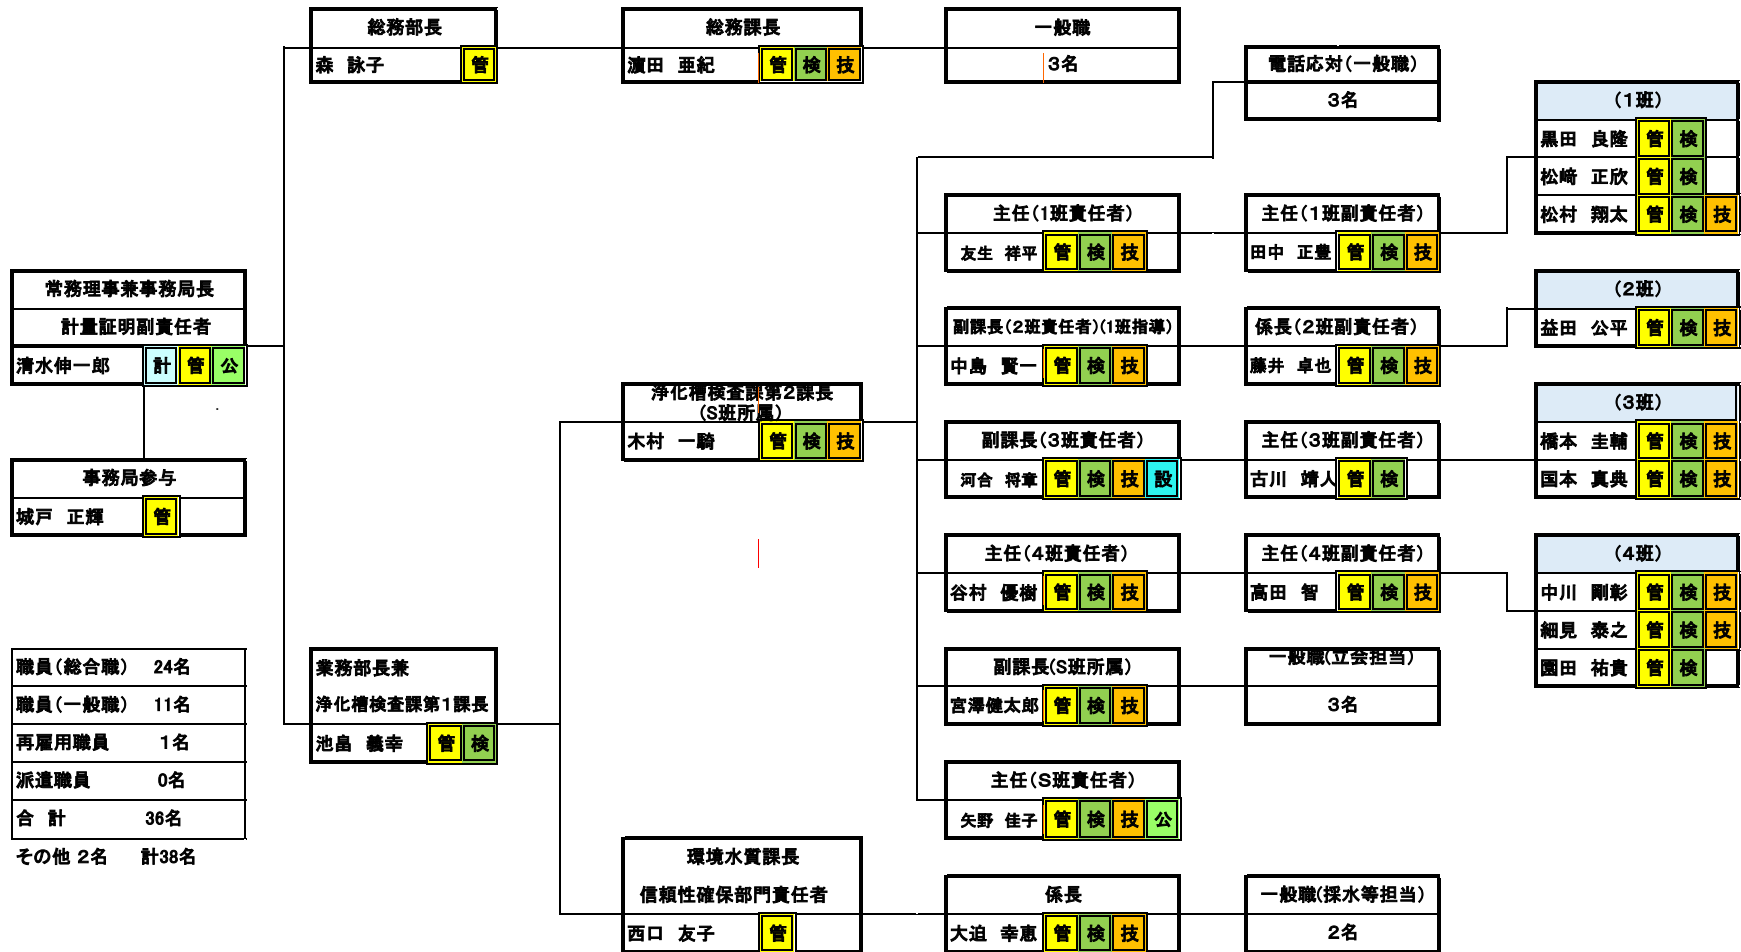 総務部長
森 詠子 管
総務課長
濵田 亜紀 管 検 技
一般職
3名
電話応対(一般職)
3名
(1班)
黒田 良隆 管 検
松﨑 正欣 管 検
松村 翔太 管 検 技
主任(1班責任者)
友生 祥平 管 検 技
主任(1班副責任者)
田中 正豊 管 検 技
常務理事兼事務局長
計量証明副責任者
清水伸一郎 計 管 公
事務局参与
城戸 正輝 管
副課長(2班責任者)(1班指導)
中島 賢一 管 検 技
係長(2班副責任者)
藤井 卓也 管 検 技
(2班)
益田 公平 管 検 技
浄化槽検査課第2課長
(S班所属)
木村 一騎 管 検 技
副課長(3班責任者)
河合 将章 管 検 技 設
主任(3班副責任者)
古川 靖人 管 検
(3班)
橋本 圭輔 管 検 技
国本 真典 管 検 技
主任(4班責任者)
谷村 優樹 管 検 技
主任(4班副責任者)
高田 智 管 検 技
(4班)
中川 剛彰 管 検 技
細見 泰之 管 検 技
園田 祐貴 管 検
業務部長兼
浄化槽検査課第1課長
池畠 義幸 管 検
副課長(S班所属)
宮澤健太郎 管 検 技
一般職(立会担当)
3名
主任(S班責任者)
矢野 佳子 管 検 技 公
環境水質課長
信頼性確保部門責任者
西口 友子 管
係長
大迫 幸恵 管 検 技
一般職(採水等担当)
2名
職員(総合職) 24名
職員(一般職) 11名
再雇用職員 1名
派遣職員 0名
合 計 36名
その他 2名 計38名